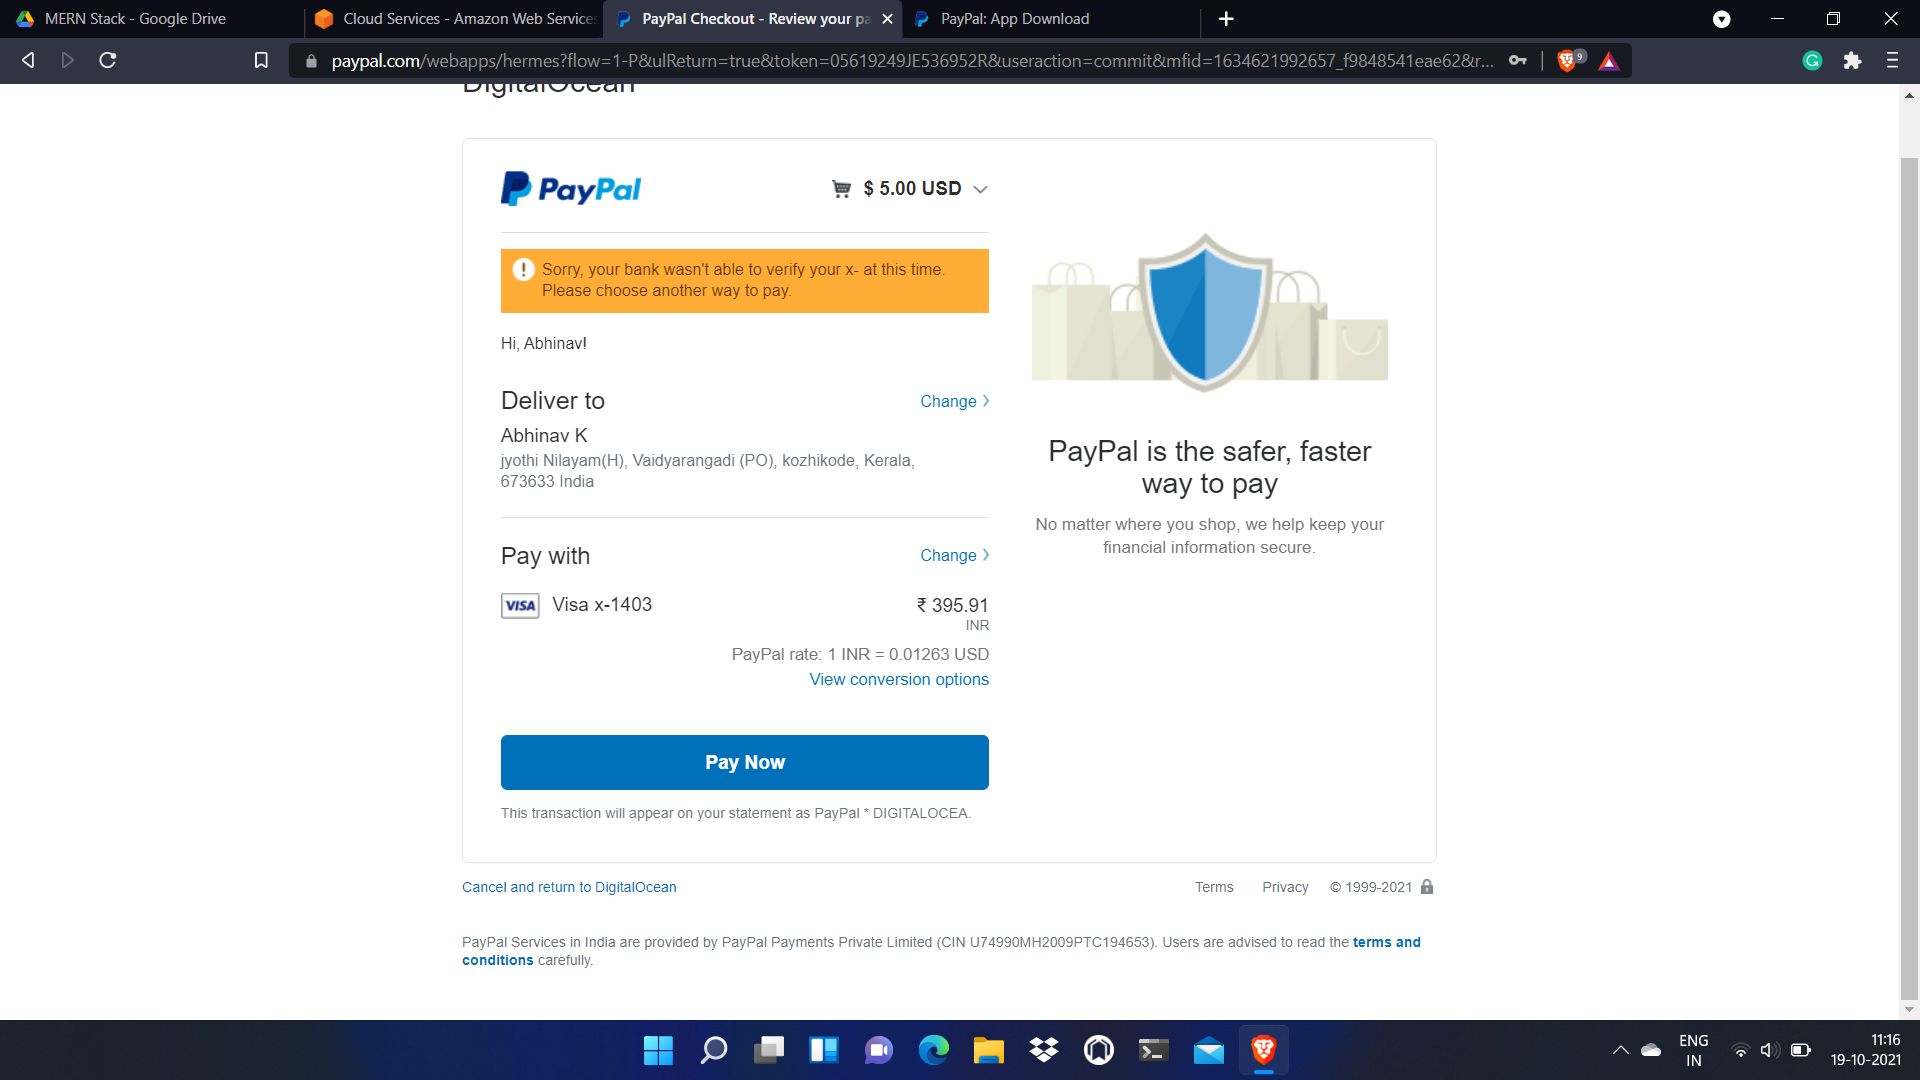 MERN Stack - Google Drive
Cloud Services - Amazon Web Services
PayPal Checkout - Review your pa
PayPal: App Download
paypal.com/webapps/hermes?flow=1-P&ulReturn=true&token=05619249JE536952R&useraction=commit&mfid=1634621992657_f9848541eae62&r...
9
DigitalOcean
PayPal
$ 5.00 USD
Sorry, your bank wasn't able to verify your x- at this time.
Please choose another way to pay.
Hi, Abhinav!
Deliver to
Change
Abhinav K
jyothi Nilayam(H), Vaidyarangadi (PO), kozhikode, Kerala,
673633 India
Pay with
Change
VISA
Visa x-1403
₹ 395.91
INR
PayPal rate: 1 INR = 0.01263 USD
View conversion options
Pay Now
This transaction will appear on your statement as PayPal * DIGITALOCEA.
PayPal is the safer, faster
way to pay
No matter where you shop, we help keep your
financial information secure.
Cancel and return to DigitalOcean
Terms
Privacy
© 1999-2021
PayPal Services in India are provided by PayPal Payments Private Limited (CIN U74990MH2009PTC194653). Users are advised to read the terms and
conditions carefully.
ENG
IN
11:16
19-10-2021